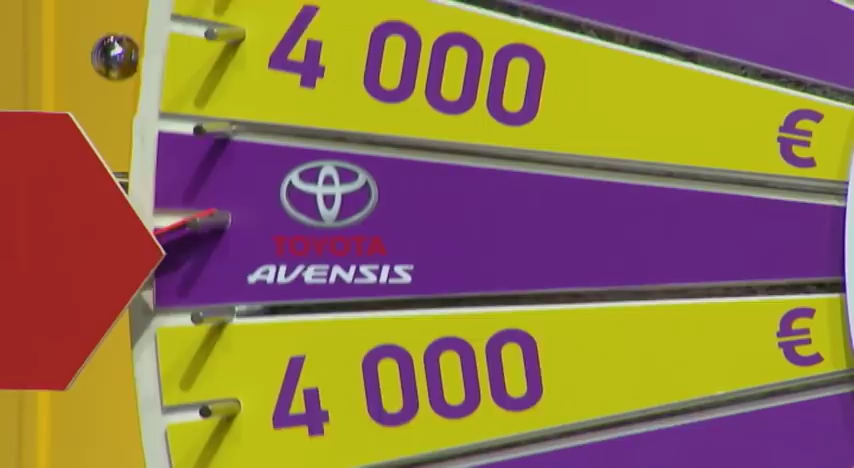 4 000 €
TOYOTA
AVENSIS
4 000 €